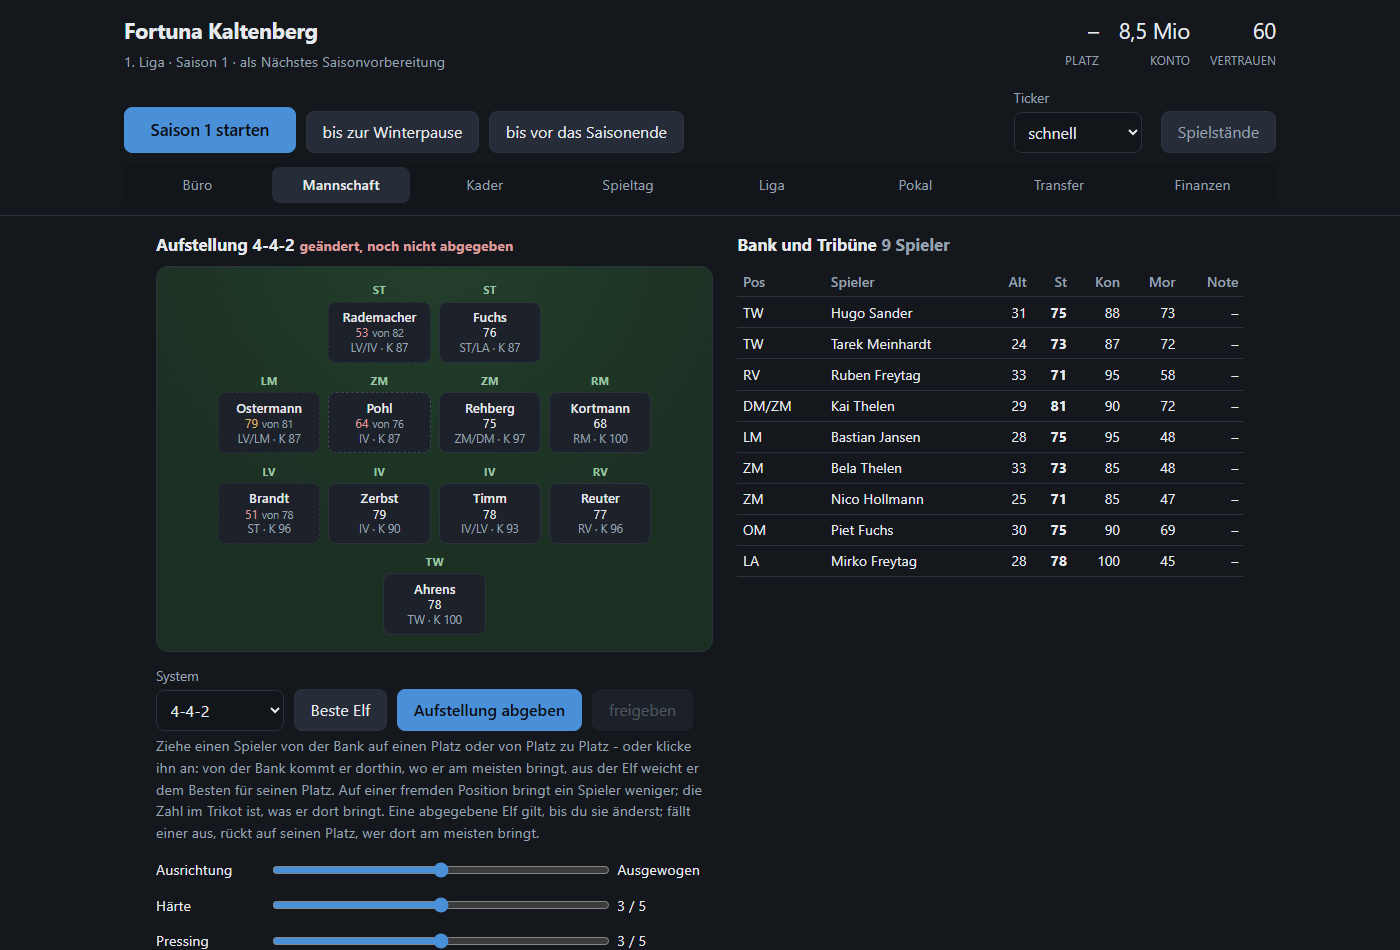 Fortuna Kaltenberg
1. Liga · Saison 1 · als Nächstes Saisonvorbereitung
– 8,5 Mio 60
PLATZ KONTO VERTRAUEN
Saison 1 starten
bis zur Winterpause
bis vor das Saisonende
Ticker
schnell
Spielstände
Büro Mannschaft Kader Spieltag Liga Pokal Transfer Finanzen
Aufstellung 4-4-2 geändert, noch nicht abgegeben
ST ST
Rademacher Fuchs
53 von 82 76
LV/IV · K 87 ST/LA · K 87
LM ZM ZM RM
Ostermann Pohl Rehberg Kortmann
79 von 81 64 von 76 75 68
LV/LM · K 87 IV · K 87 ZM/DM · K 97 RM · K 100
LV IV IV RV
Brandt Zerbst Timm Reuter
51 von 78 79 78 77
ST · K 96 IV · K 90 IV/LV · K 93 RV · K 96
TW
Ahrens
78
TW · K 100
System
4-4-2
Beste Elf
Aufstellung abgeben
freigeben
Ziehe einen Spieler von der Bank auf einen Platz oder von Platz zu Platz - oder klicke
ihn an: von der Bank kommt er dorthin, wo er am meisten bringt, aus der Elf weicht er
dem Besten für seinen Platz. Auf einer fremden Position bringt ein Spieler weniger; die
Zahl im Trikot ist, was er dort bringt. Eine abgegebene Elf gilt, bis du sie änderst; fällt
einer aus, rückt auf seinen Platz, wer dort am meisten bringt.
Ausrichtung Ausgewogen
Härte 3 / 5
Pressing 3 / 5
Bank und Tribüne 9 Spieler
Pos Spieler Alt St Kon Mor Note
TW Hugo Sander 31 75 88 73 –
TW Tarek Meinhardt 24 73 87 72 –
RV Ruben Freytag 33 71 95 58 –
DM/ZM Kai Thelen 29 81 90 72 –
LM Bastian Jansen 28 75 95 48 –
ZM Bela Thelen 33 73 85 48 –
ZM Nico Hollmann 25 71 85 47 –
OM Piet Fuchs 30 75 90 69 –
LA Mirko Freytag 28 78 100 45 –